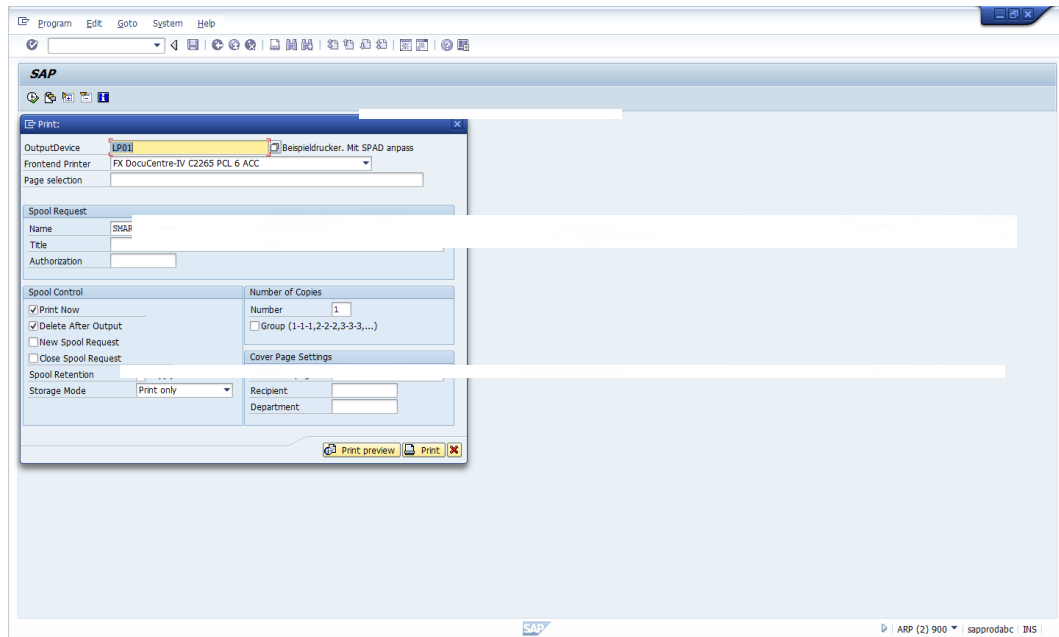 Program Edit Goto System Help
SAP
Print:
OutputDevice LP01 Beispieldrucker. Mit SPAD anpass
Frontend Printer FX DocuCentre-IV C2265 PCL 6 ACC
Page selection
Spool Request
Name SMAR
Title
Authorization
Spool Control Number of Copies
Print Now Number 1
Delete After Output Group (1-1-1,2-2-2,3-3-3,...)
New Spool Request
Close Spool Request Cover Page Settings
Spool Retention
Storage Mode Print only Recipient
Department
Print preview Print
SAP ARP (2) 900 sapprodabc INS